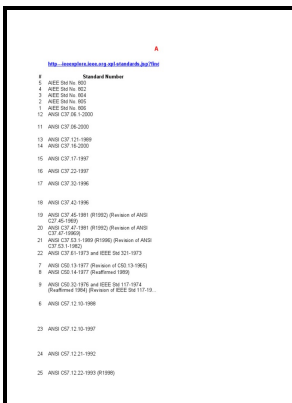 A
http---ieeexplore.ieee.org-xpl-standards.jsp?fin
# Standard Number
5 AIEE Std No. 800
4 AIEE Std No. 802
3 AIEE Std No. 804
2 AIEE Std No. 805
1 AIEE Std No. 806
12 ANSI C37.06.1-2000
11 ANSI C37.06-2000
13 ANSI C37.121-1989
14 ANSI C37.16-2000
15 ANSI C37.17-1997
16 ANSI C37.22-1997
17 ANSI C37.32-1996
18 ANSI C37.42-1996
19 ANSI C37.45-1981 (R1992) (Revision of ANSI
C27.45-1969)
20 ANSI C37.47-1981 (R1992) (Revision of ANSI
C37.47-19969)
21 ANSI C37.53.1-1989 (R1996) (Revision of ANSI
C37.53.1-1982)
22 ANSI C37.61-1973 and IEEE Std 321-1973
7 ANSI C50.13-1977 (Revision of C50.13-1965)
8 ANSI C50.14-1977 (Reaffirmed 1989)
9 ANSI C50.32-1976 and IEEE Std 117-1974
(Reaffirmed 1984) (Revision of IEEE Std 117-19...
6 ANSI C57.12.10-1988
23 ANSI C57.12.10-1997
24 ANSI C57.12.21-1992
25 ANSI C57.12.22-1993 (R1998)